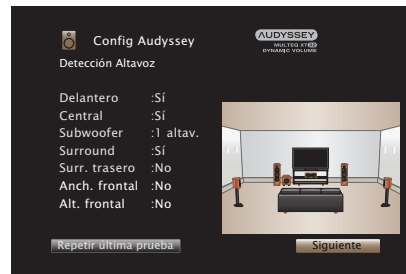 Config Audyssey
AUDYSSEY
MULTEQ XT32
DYNAMIC VOLUME
Detección Altavoz
Delantero :Sí
Central :Sí
Subwoofer :1 altav.
Surround :Sí
Surr. trasero :No
Anch. frontal :No
Alt. frontal :No
Repetir última prueba
Siguiente